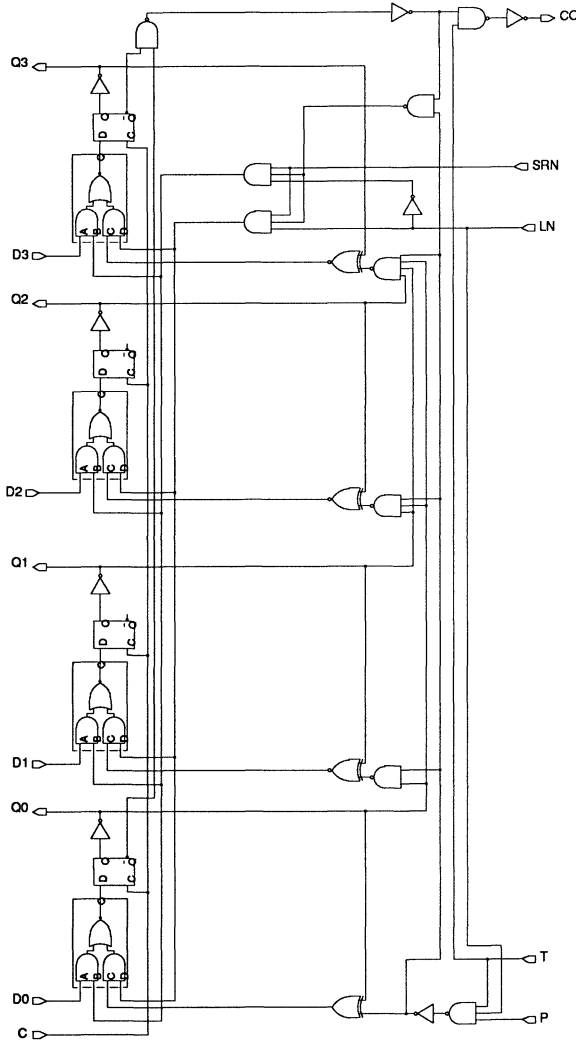 CO
Q3
D C
Q C
SRN
A B C D
LN
D3
Q2
D Q
C Q
A B C D
D2
Q1
D Q
C Q
A B C D
D1
Q0
D Q
C Q
A B C D
D0
T
P
C